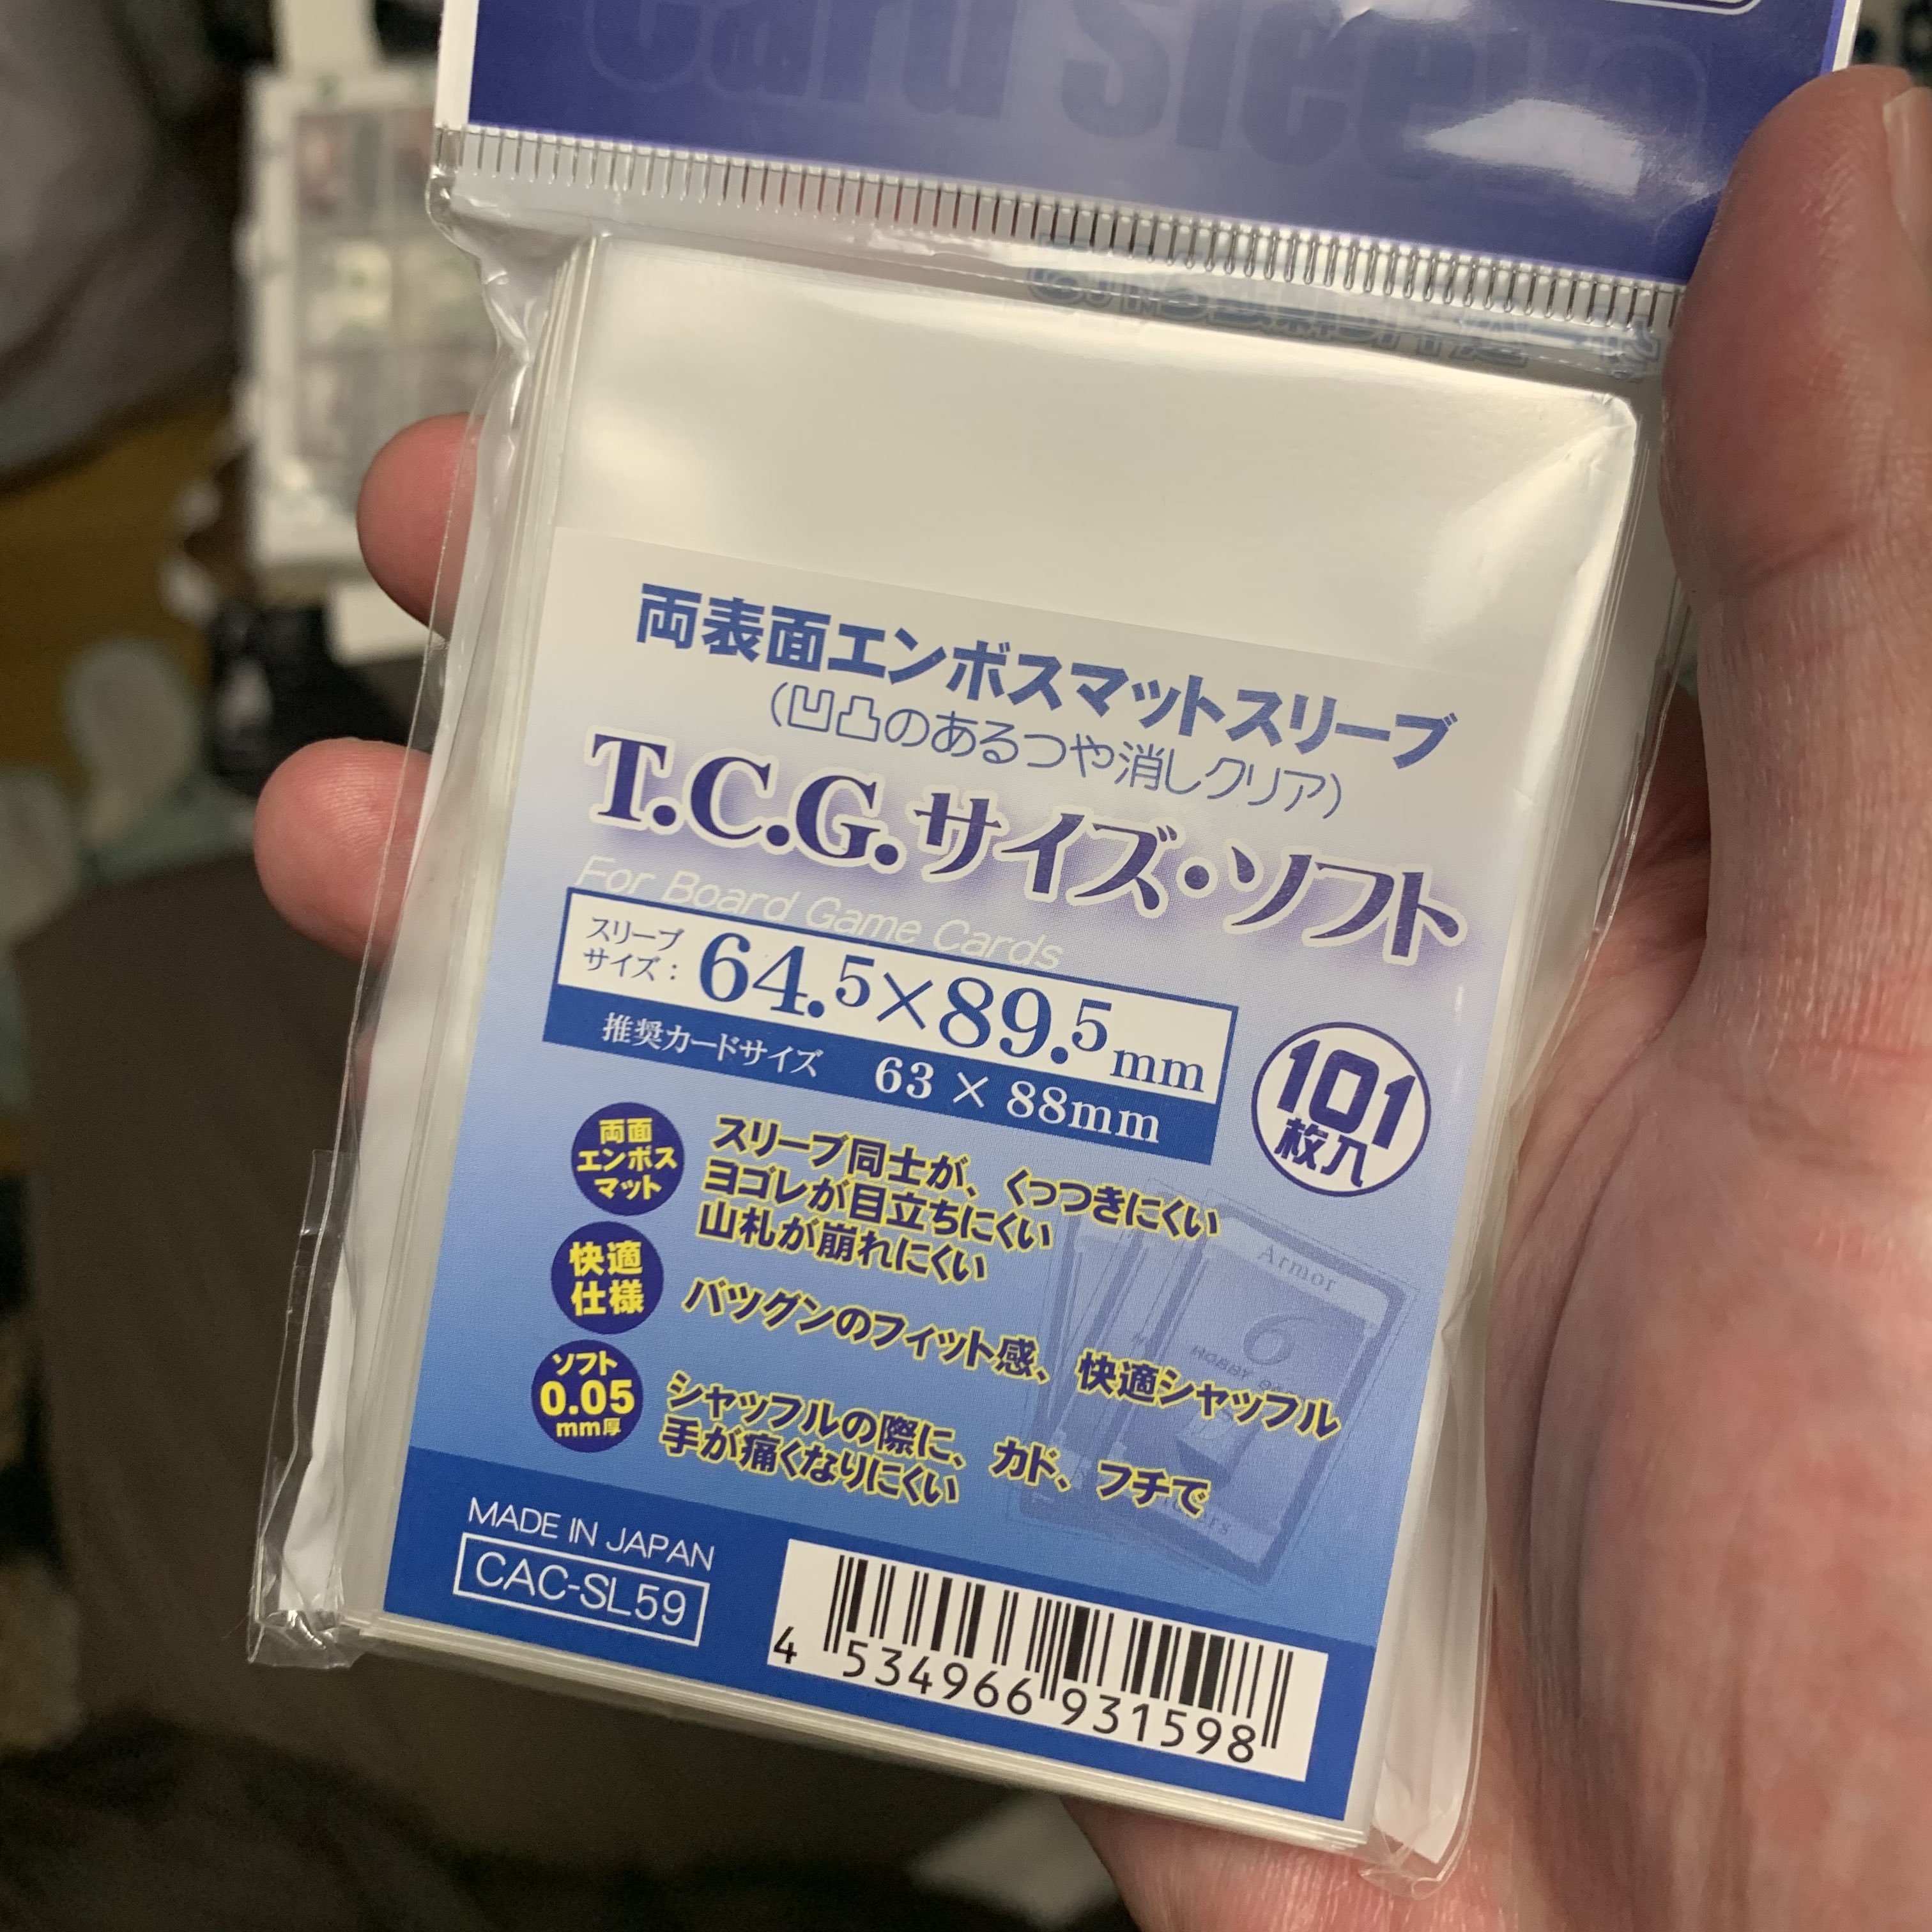 Card Sleeve
両表面エンボスマットスリーブ
(凹凸のあるつや消しクリア)
T.C.G.サイズ・ソフト
For Board Game Cards
スリーブ
サイズ: 64.5×89.5mm
推奨カードサイズ 63 × 88mm
101
枚入
両面
エンボス
マット
スリーブ同士が、くっつきにくい
ヨゴレが目立ちにくい
山札が崩れにくい
快適
仕様
バツグンのフィット感、快適シャッフル
ソフト
0.05
mm厚
シャッフルの際に、カド、フチで
手が痛くなりにくい
Armor
6
MADE IN JAPAN
CAC-SL59
4 534966 931598